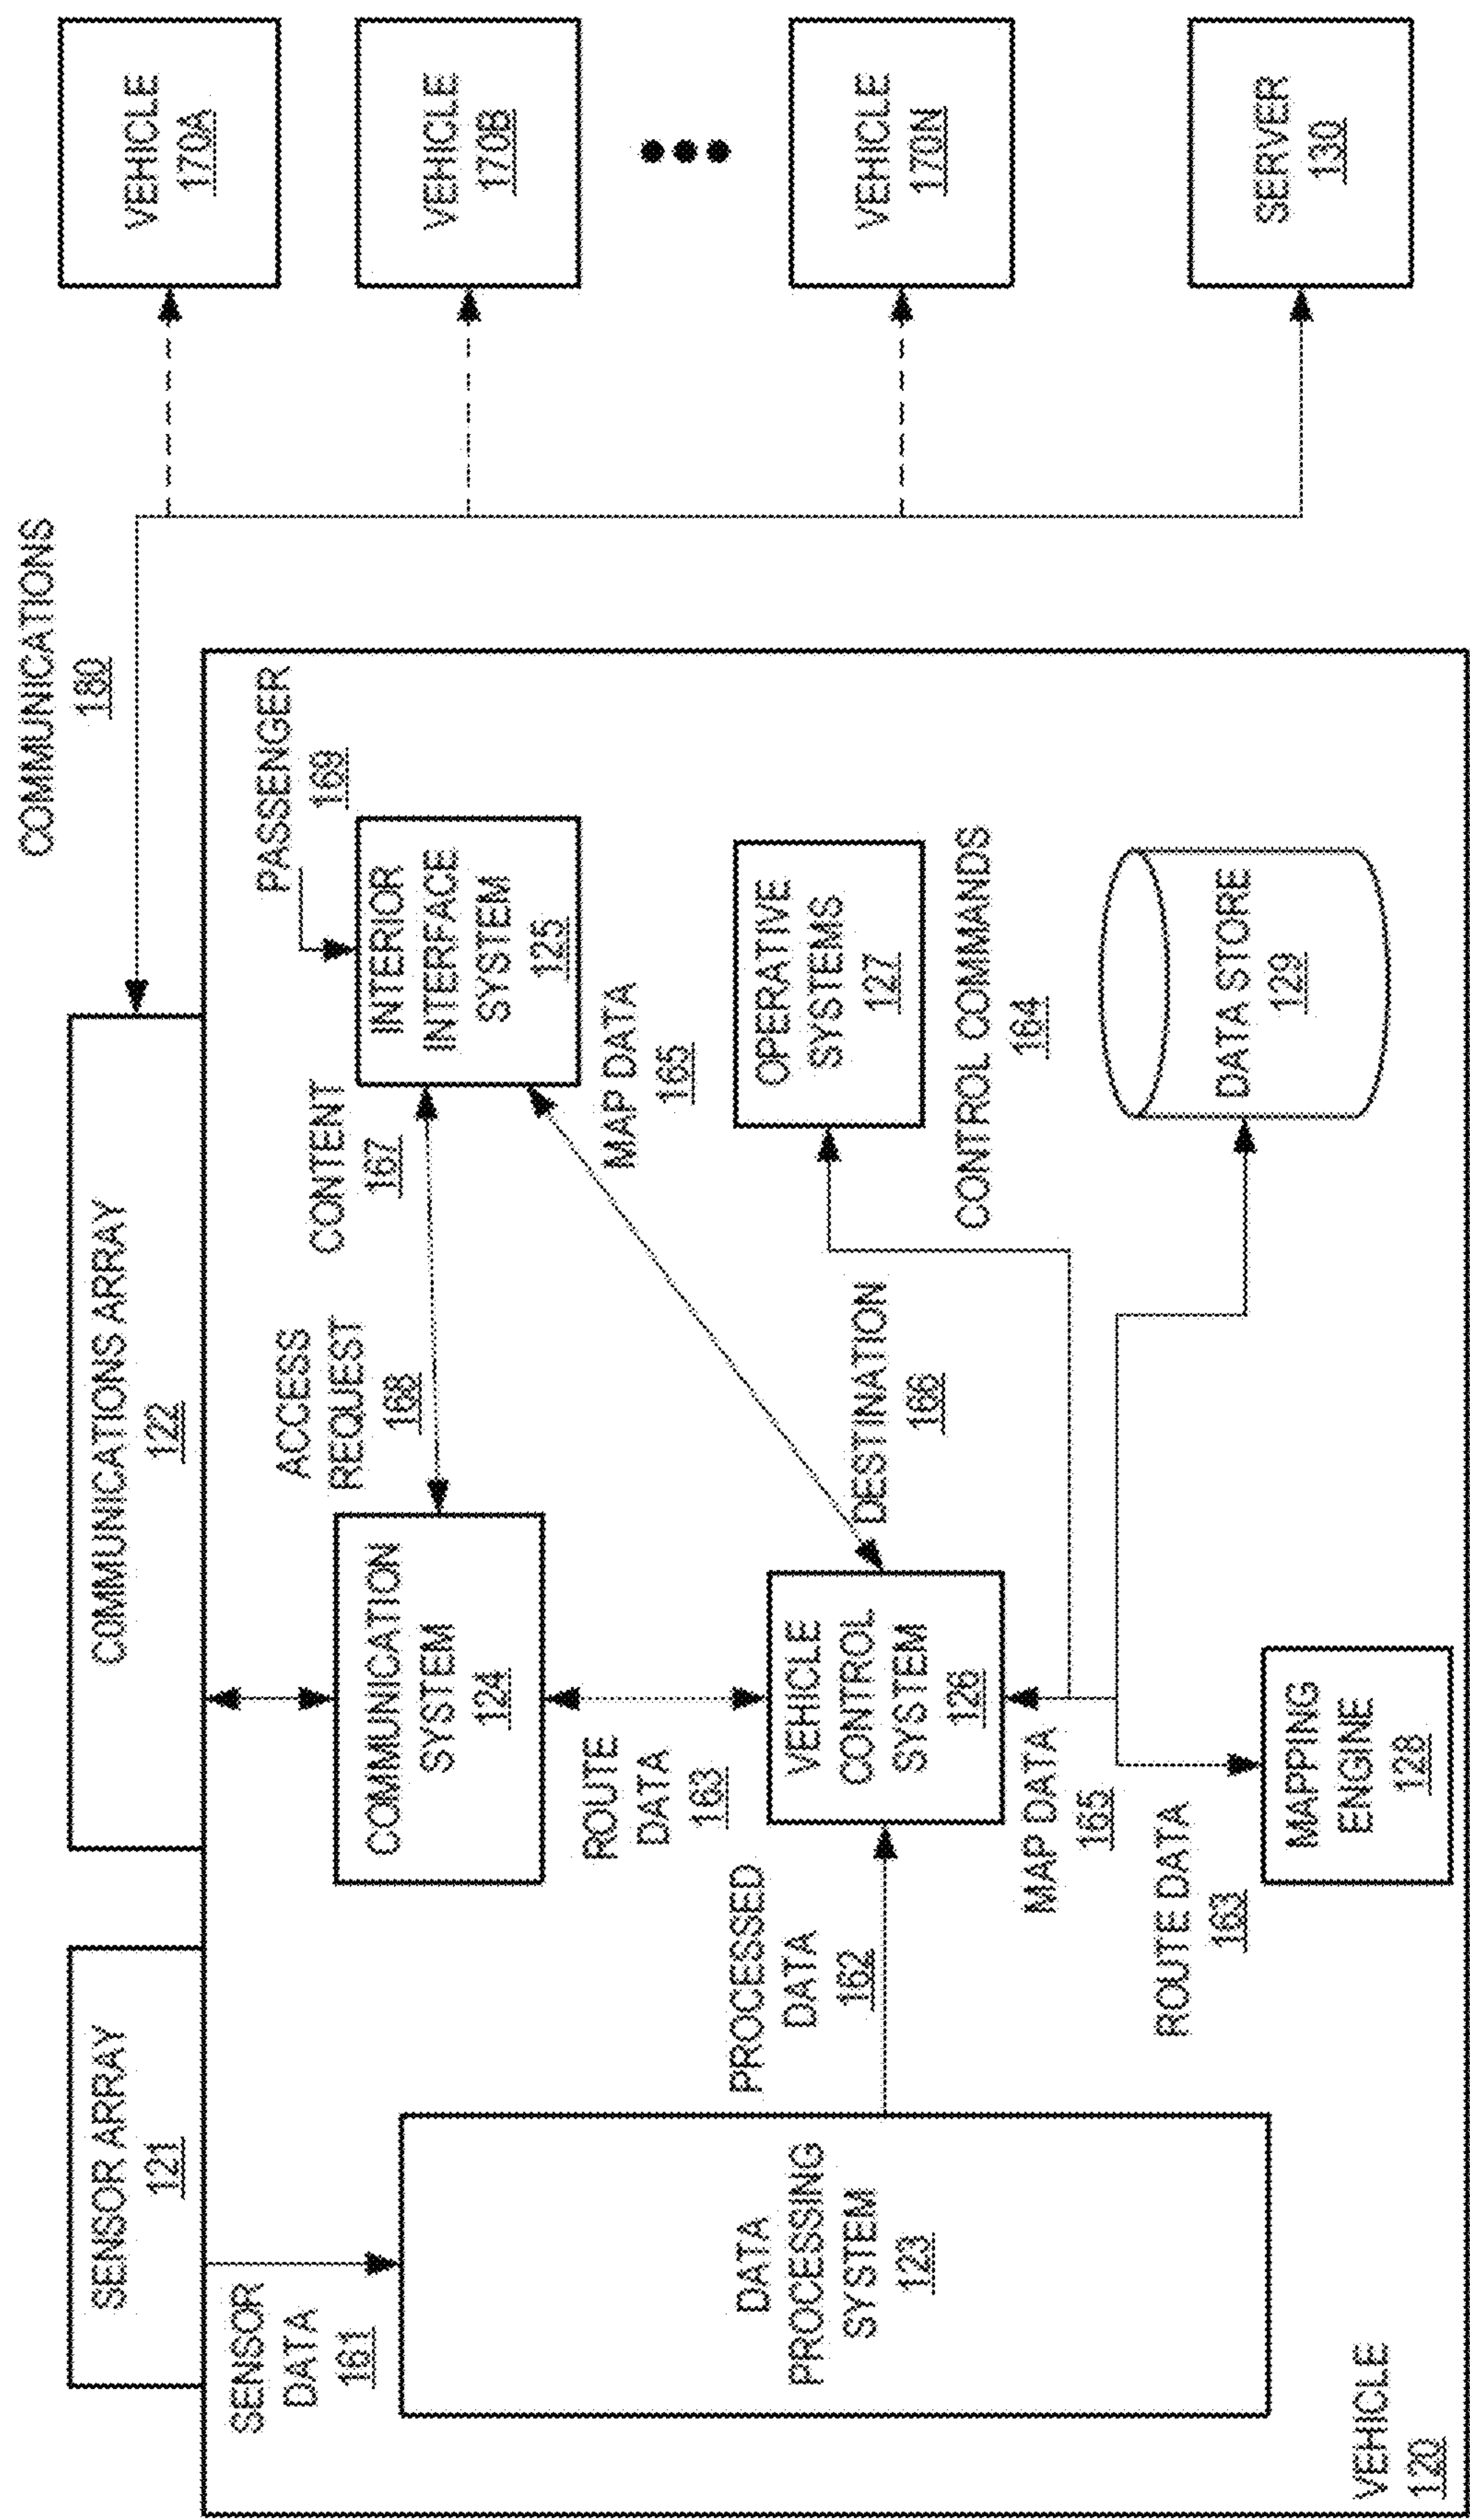 COMMUNICATIONS
180
SENSOR ARRAY
121
COMMUNICATIONS ARRAY
122
VEHICLE
170A
VEHICLE
170B
VEHICLE
170N
SERVER
130
SENSOR
DATA
161
DATA
PROCESSING
SYSTEM
123
PROCESSED
DATA
162
COMMUNICATION
SYSTEM
124
ACCESS
REQUEST
168
CONTENT
167
PASSENGER
169
INTERIOR
INTERFACE
SYSTEM
125
ROUTE
DATA
163
MAP DATA
165
VEHICLE
CONTROL
SYSTEM
126
DESTINATION
166
OPERATIVE
SYSTEMS
127
CONTROL COMMANDS
164
MAP DATA
165
ROUTE DATA
163
MAPPING
ENGINE
128
DATA STORE
129
VEHICLE
120